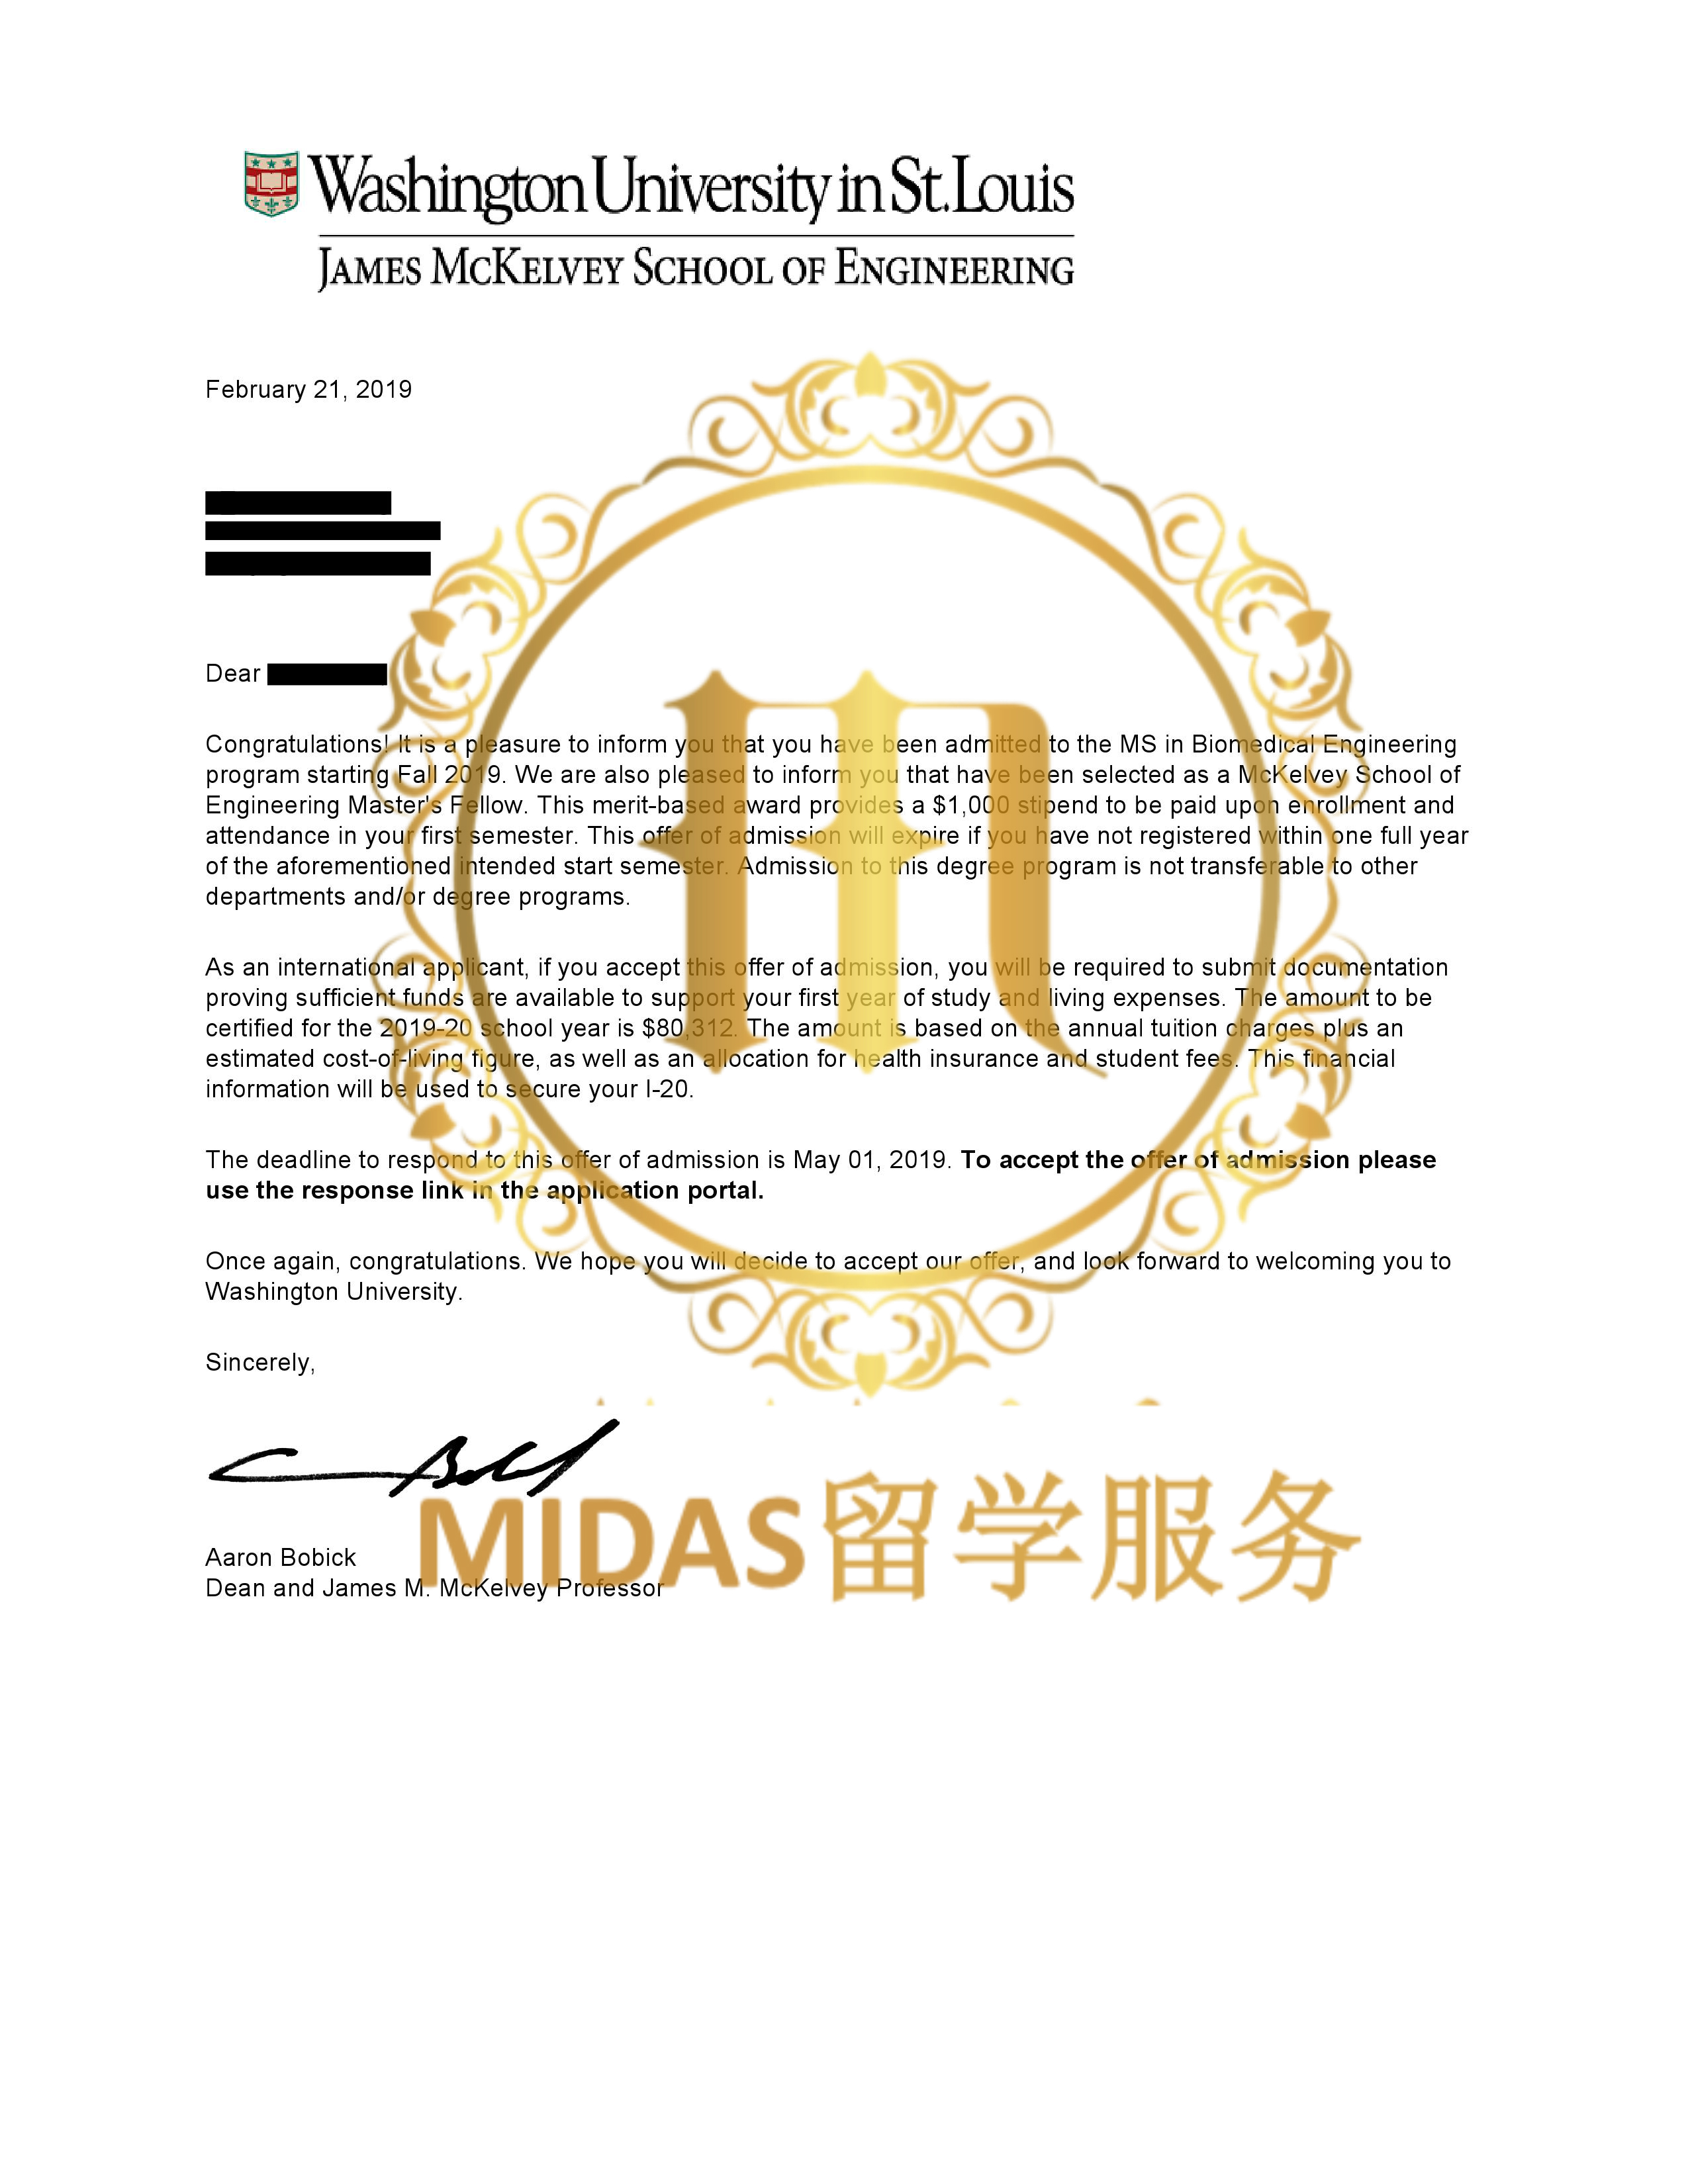 Washington University in St. Louis
JAMES MCKELVEY SCHOOL OF ENGINEERING
February 21, 2019
Dear
Congratulations! It is a pleasure to inform you that you have been admitted to the MS in Biomedical Engineering
program starting Fall 2019. We are also pleased to inform you that have been selected as a McKelvey School of
Engineering Master's Fellow. This merit-based award provides a $1,000 stipend to be paid upon enrollment and
attendance in your first semester. This offer of admission will expire if you have not registered within one full year
of the aforementioned intended start semester. Admission to this degree program is not transferable to other
departments and/or degree programs.
As an international applicant, if you accept this offer of admission, you will be required to submit documentation
proving sufficient funds are available to support your first year of study and living expenses. The amount to be
certified for the 2019-20 school year is $80,312. The amount is based on the annual tuition charges plus an
estimated cost-of-living figure, as well as an allocation for health insurance and student fees. This financial
information will be used to secure your I-20.
The deadline to respond to this offer of admission is May 01, 2019. To accept the offer of admission please
use the response link in the application portal.
Once again, congratulations. We hope you will decide to accept our offer, and look forward to welcoming you to
Washington University.
Sincerely,
Aaron Bobick
Dean and James M. McKelvey Professor
m
MIDAS留学服务